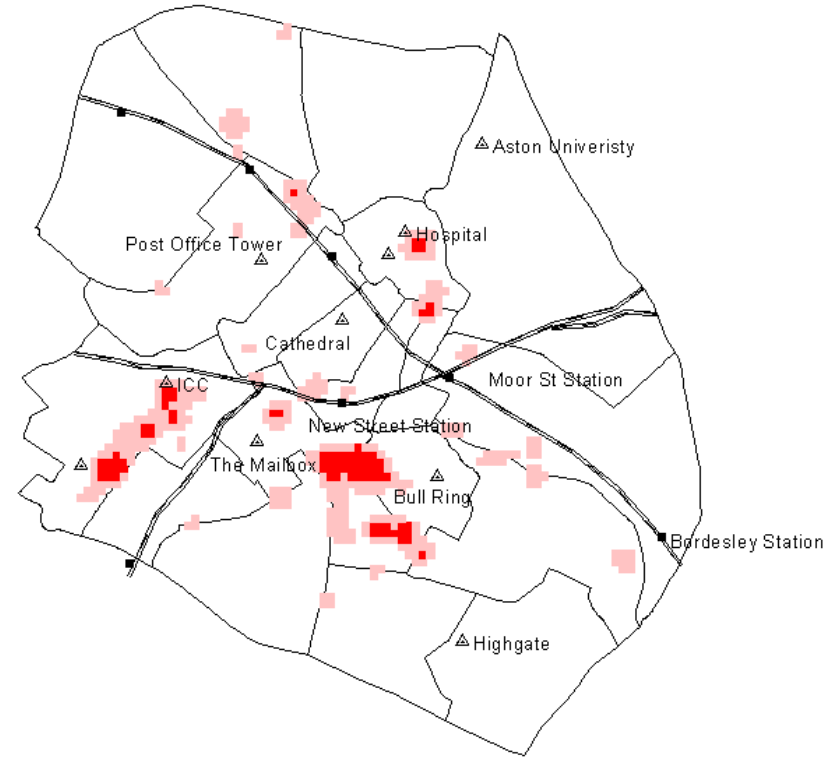 Aston Univeristy
Hospital
Post Office Tower
Cathedral
ICC
Moor St Station
New Street Station
The Mailbox
Bull Ring
Bordesley Station
Highgate